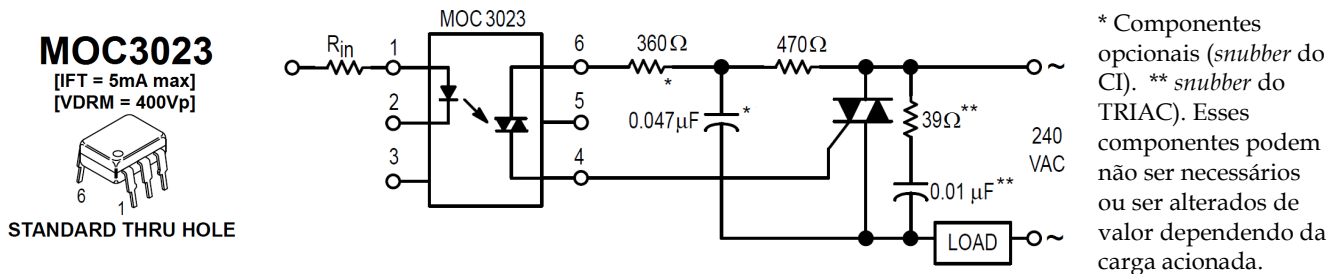 MOC3023
[IFT = 5mA max]
[VDRM = 400Vp]
6
1
STANDARD THRU HOLE
MOC 3023
Rin
1
2
3
6
5
4
360Ω
*
470Ω
0.047µF
*
39Ω**
0.01 µF**
240
VAC
~
LOAD
~
* Componentes
opcionais (snubber do
CI). ** snubber do
TRIAC). Esses
componentes podem
não ser necessários
ou ser alterados de
valor dependendo da
carga acionada.